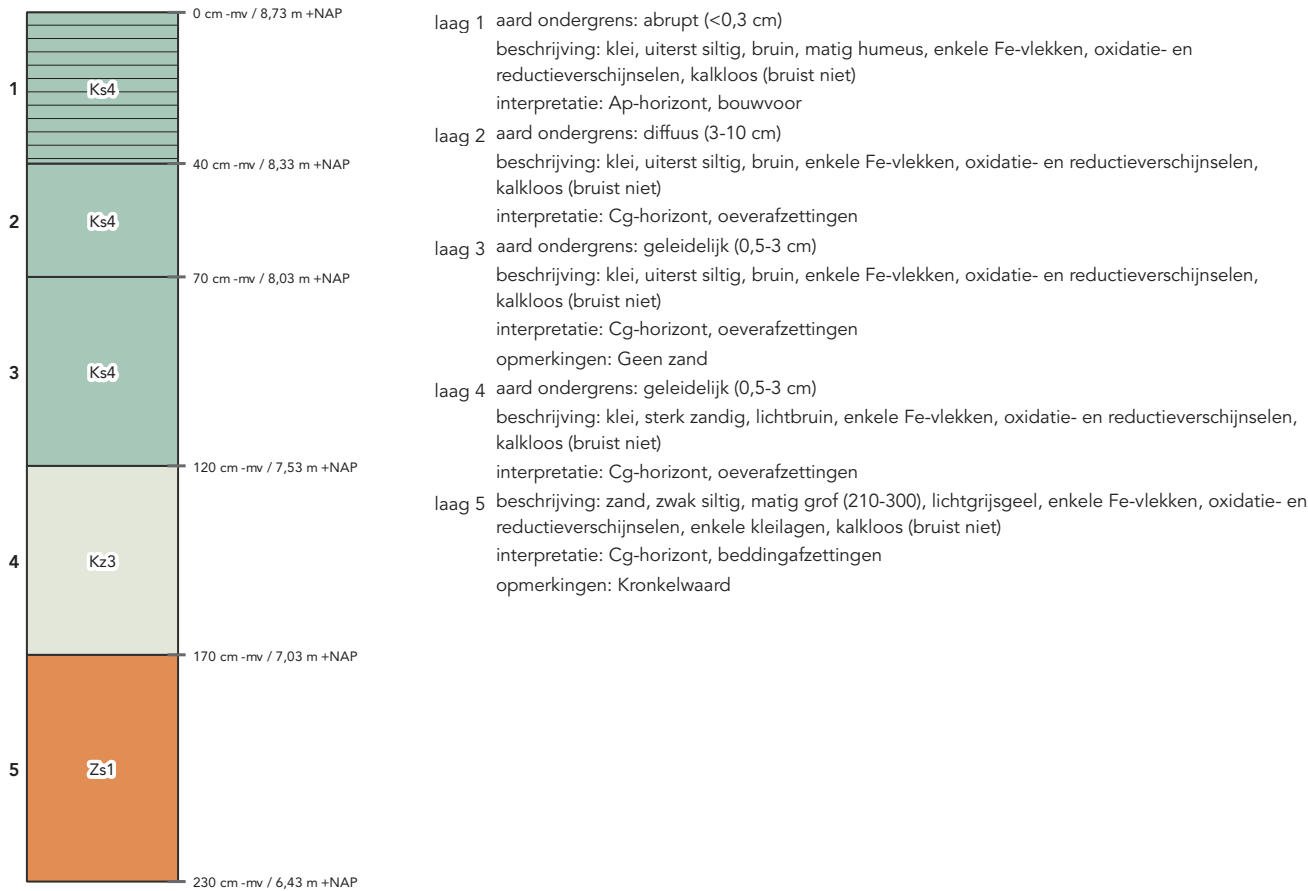 0 cm -mv / 8,73 m +NAP
1
Ks4
40 cm -mv / 8,33 m +NAP
2
Ks4
70 cm -mv / 8,03 m +NAP
3
Ks4
120 cm -mv / 7,53 m +NAP
4
Kz3
170 cm -mv / 7,03 m +NAP
5
Zs1
230 cm -mv / 6,43 m +NAP
laag 1 aard ondergrens: abrupt (<0,3 cm)
beschrijving: klei, uiterst siltig, bruin, matig humeus, enkele Fe-vlekken, oxidatie- en
reductieverschijnselen, kalkloos (bruist niet)
interpretatie: Ap-horizont, bouwvoor
laag 2 aard ondergrens: diffuus (3-10 cm)
beschrijving: klei, uiterst siltig, bruin, enkele Fe-vlekken, oxidatie- en reductieverschijnselen,
kalkloos (bruist niet)
interpretatie: Cg-horizont, oeverafzettingen
laag 3 aard ondergrens: geleidelijk (0,5-3 cm)
beschrijving: klei, uiterst siltig, bruin, enkele Fe-vlekken, oxidatie- en reductieverschijnselen,
kalkloos (bruist niet)
interpretatie: Cg-horizont, oeverafzettingen
opmerkingen: Geen zand
laag 4 aard ondergrens: geleidelijk (0,5-3 cm)
beschrijving: klei, sterk zandig, lichtbruin, enkele Fe-vlekken, oxidatie- en reductieverschijnselen,
kalkloos (bruist niet)
interpretatie: Cg-horizont, oeverafzettingen
laag 5 beschrijving: zand, zwak siltig, matig grof (210-300), lichtgrijsgeel, enkele Fe-vlekken, oxidatie- en
reductieverschijnselen, enkele kleilagen, kalkloos (bruist niet)
interpretatie: Cg-horizont, beddingafzettingen
opmerkingen: Kronkelwaard